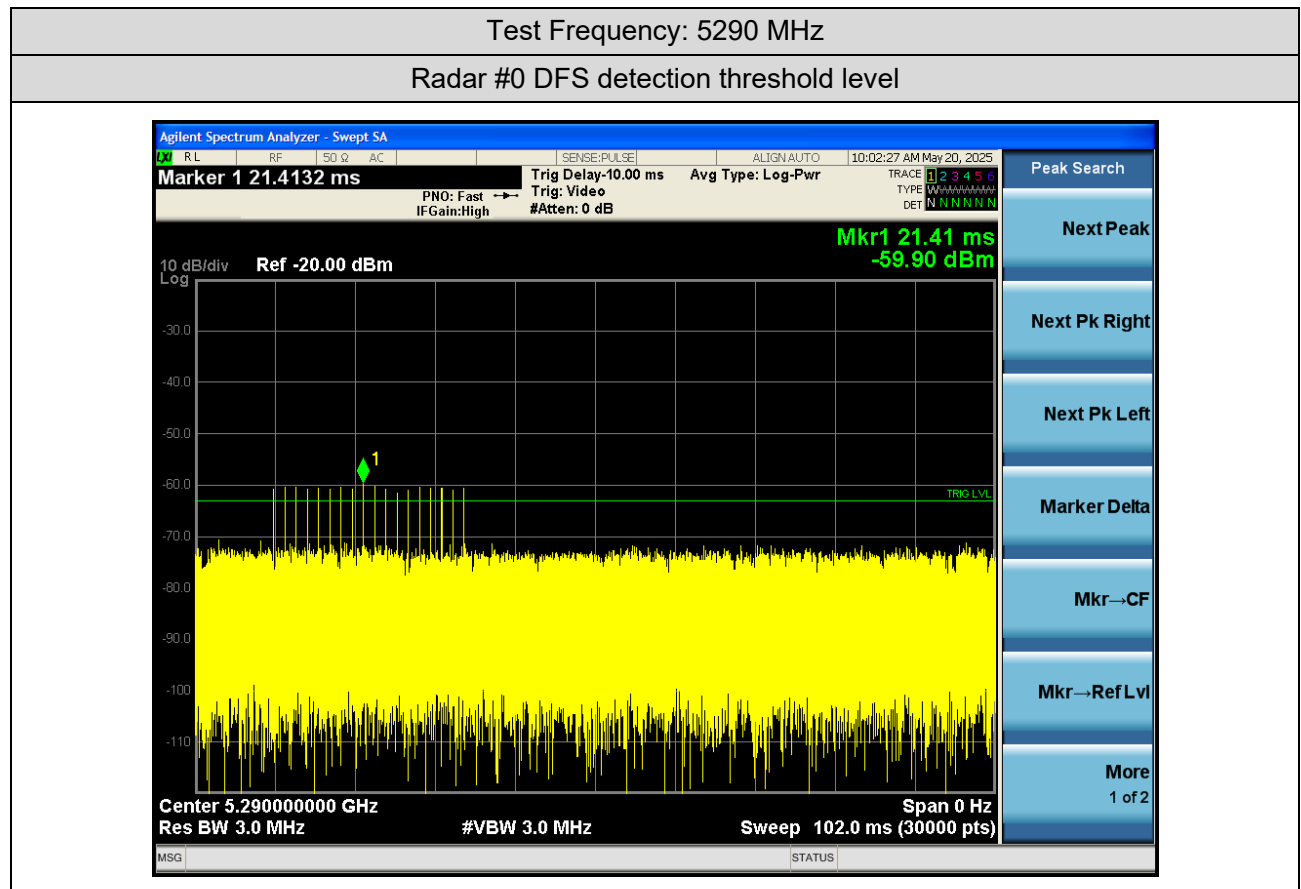 Test Frequency: 5290 MHz
Radar #0 DFS detection threshold level
Agilent Spectrum Analyzer - Swept SA
LXI RL RF 50 Ω AC SENSE:PULSE ALIGN AUTO 10:02:27 AM May 20, 2025
Marker 1 21.4132 ms
PNO: Fast
IFGain:High
Trig Delay-10.00 ms
Trig: Video
#Atten: 0 dB
Avg Type: Log-Pwr
TRACE 1 2 3 4 5 6
TYPE WWWWWW
DET N N N N N N
Mkr1 21.41 ms
-59.90 dBm
10 dB/div Ref -20.00 dBm
Log
-30.0
-40.0
-50.0
1
-60.0
TRIG LVL
-70.0
-80.0
-90.0
-100
-110
Center 5.290000000 GHz Span 0 Hz
Res BW 3.0 MHz #VBW 3.0 MHz Sweep 102.0 ms (30000 pts)
MSG STATUS
Peak Search
Next Peak
Next Pk Right
Next Pk Left
Marker Delta
Mkr→CF
Mkr→Ref Lvl
More
1 of 2